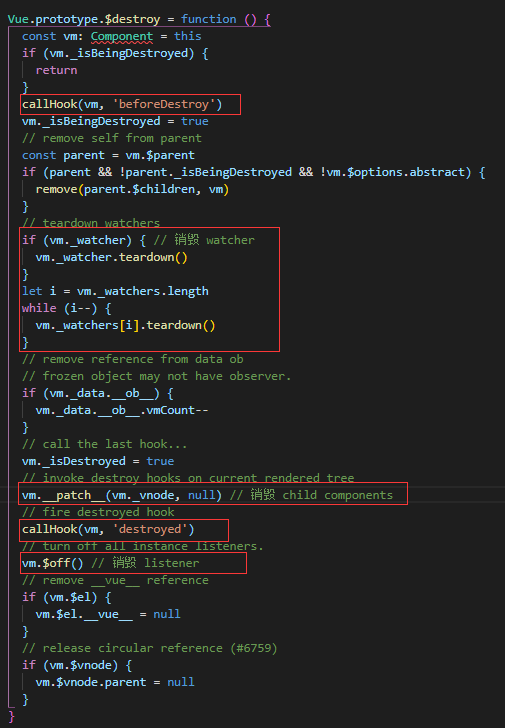 Vue.prototype.$destroy = function () {
const vm: Component = this
if (vm._isBeingDestroyed) {
return
}
callHook(vm, 'beforeDestroy')
vm._isBeingDestroyed = true
// remove self from parent
const parent = vm.$parent
if (parent && !parent._isBeingDestroyed && !vm.$options.abstract) {
remove(parent.$children, vm)
}
// teardown watchers
if (vm._watcher) { // 销毁 watcher
vm._watcher.teardown()
}
let i = vm._watchers.length
while (i--) {
vm._watchers[i].teardown()
}
// remove reference from data ob
// frozen object may not have observer.
if (vm._data.__ob__) {
vm._data.__ob__.vmCount--
}
// call the last hook...
vm._isDestroyed = true
// invoke destroy hooks on current rendered tree
vm.__patch__(vm._vnode, null) // 销毁 child components
// fire destroyed hook
callHook(vm, 'destroyed')
// turn off all instance listeners.
vm.$off() // 销毁 listener
// remove __vue__ reference
if (vm.$el) {
vm.$el.__vue__ = null
}
// release circular reference (#6759)
if (vm.$vnode) {
vm.$vnode.parent = null
}
}